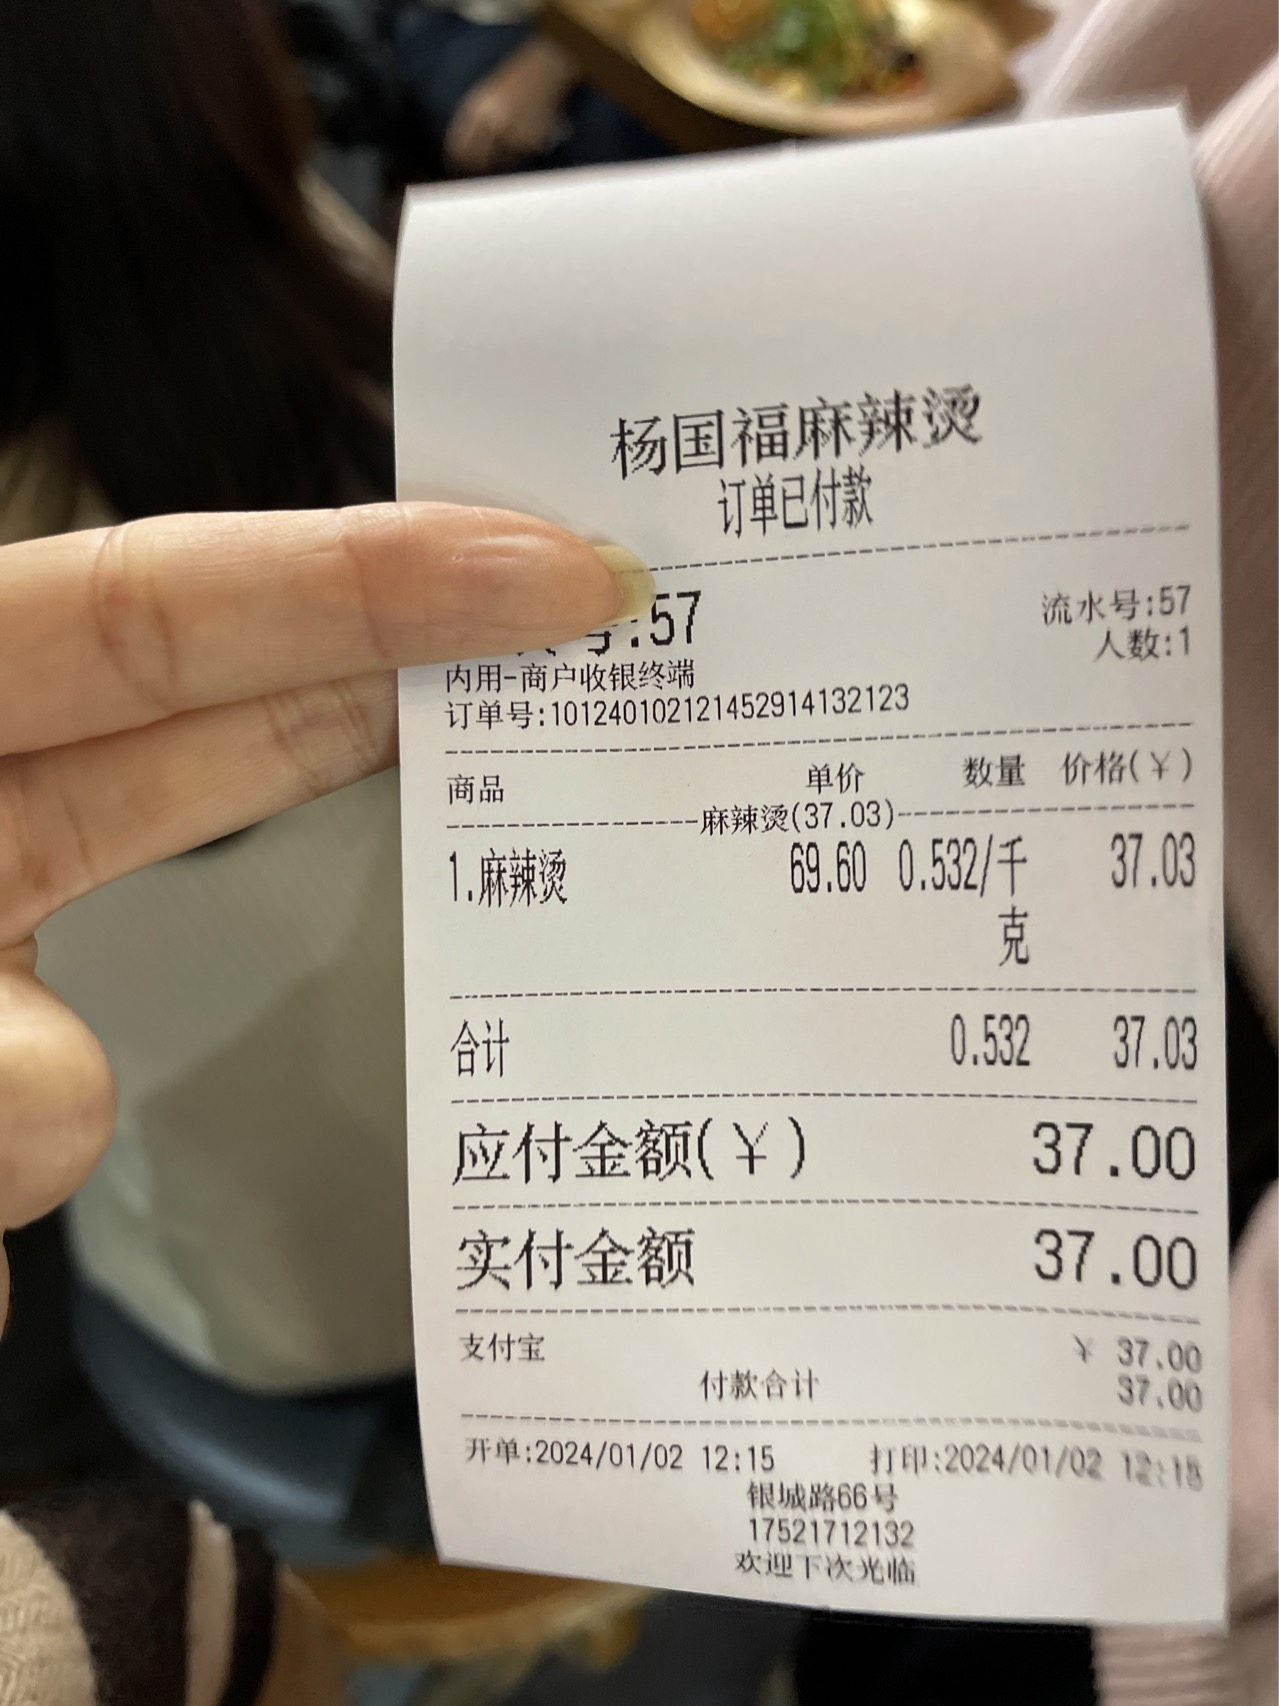 杨国福麻辣烫
订单已付款
号:57
流水号:57
人数:1
内用-商户收银终端
订单号:101240102121452914132123
商品 单价 数量 价格(¥)
麻辣烫(37.03)
1.麻辣烫 69.60 0.532/千克 37.03
合计 0.532 37.03
应付金额(¥) 37.00
实付金额 37.00
支付宝 ¥ 37.00
付款合计 37.00
开单:2024/01/02 12:15 打印:2024/01/02 12:15
银城路66号
17521712132
欢迎下次光临